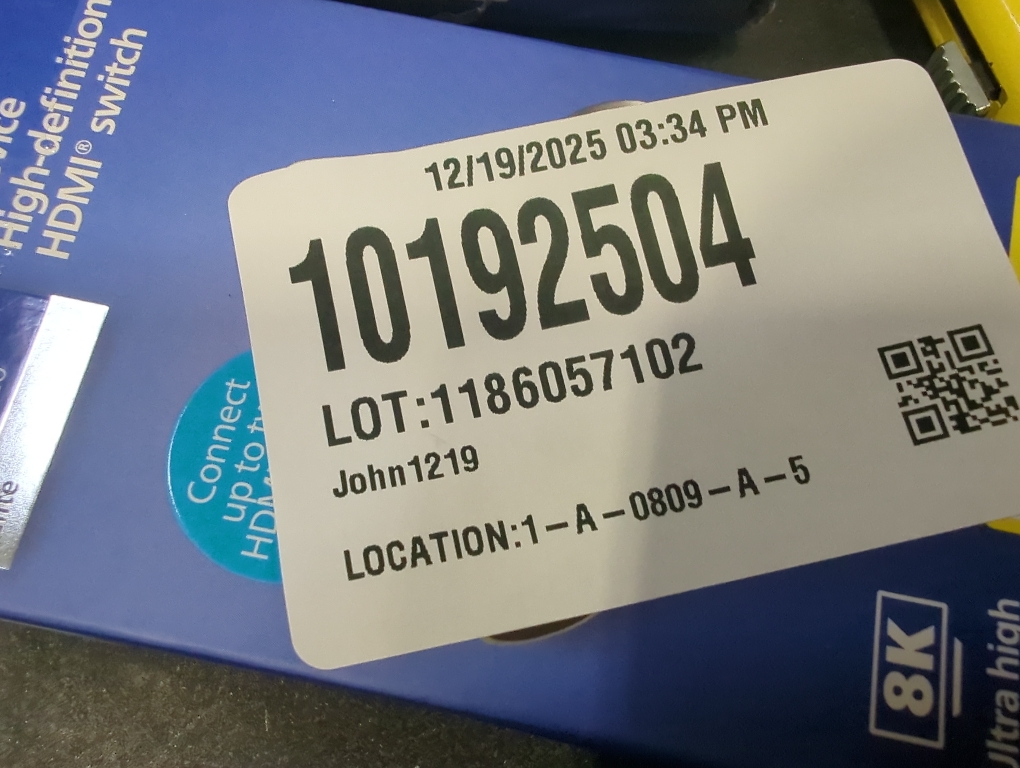 High-definition
HDMI® switch
12/19/2025 03:34 PM
10192504
LOT:1186057102
John1219
LOCATION:1-A-0809-A-5
Connect
up to
8K
Ultra high